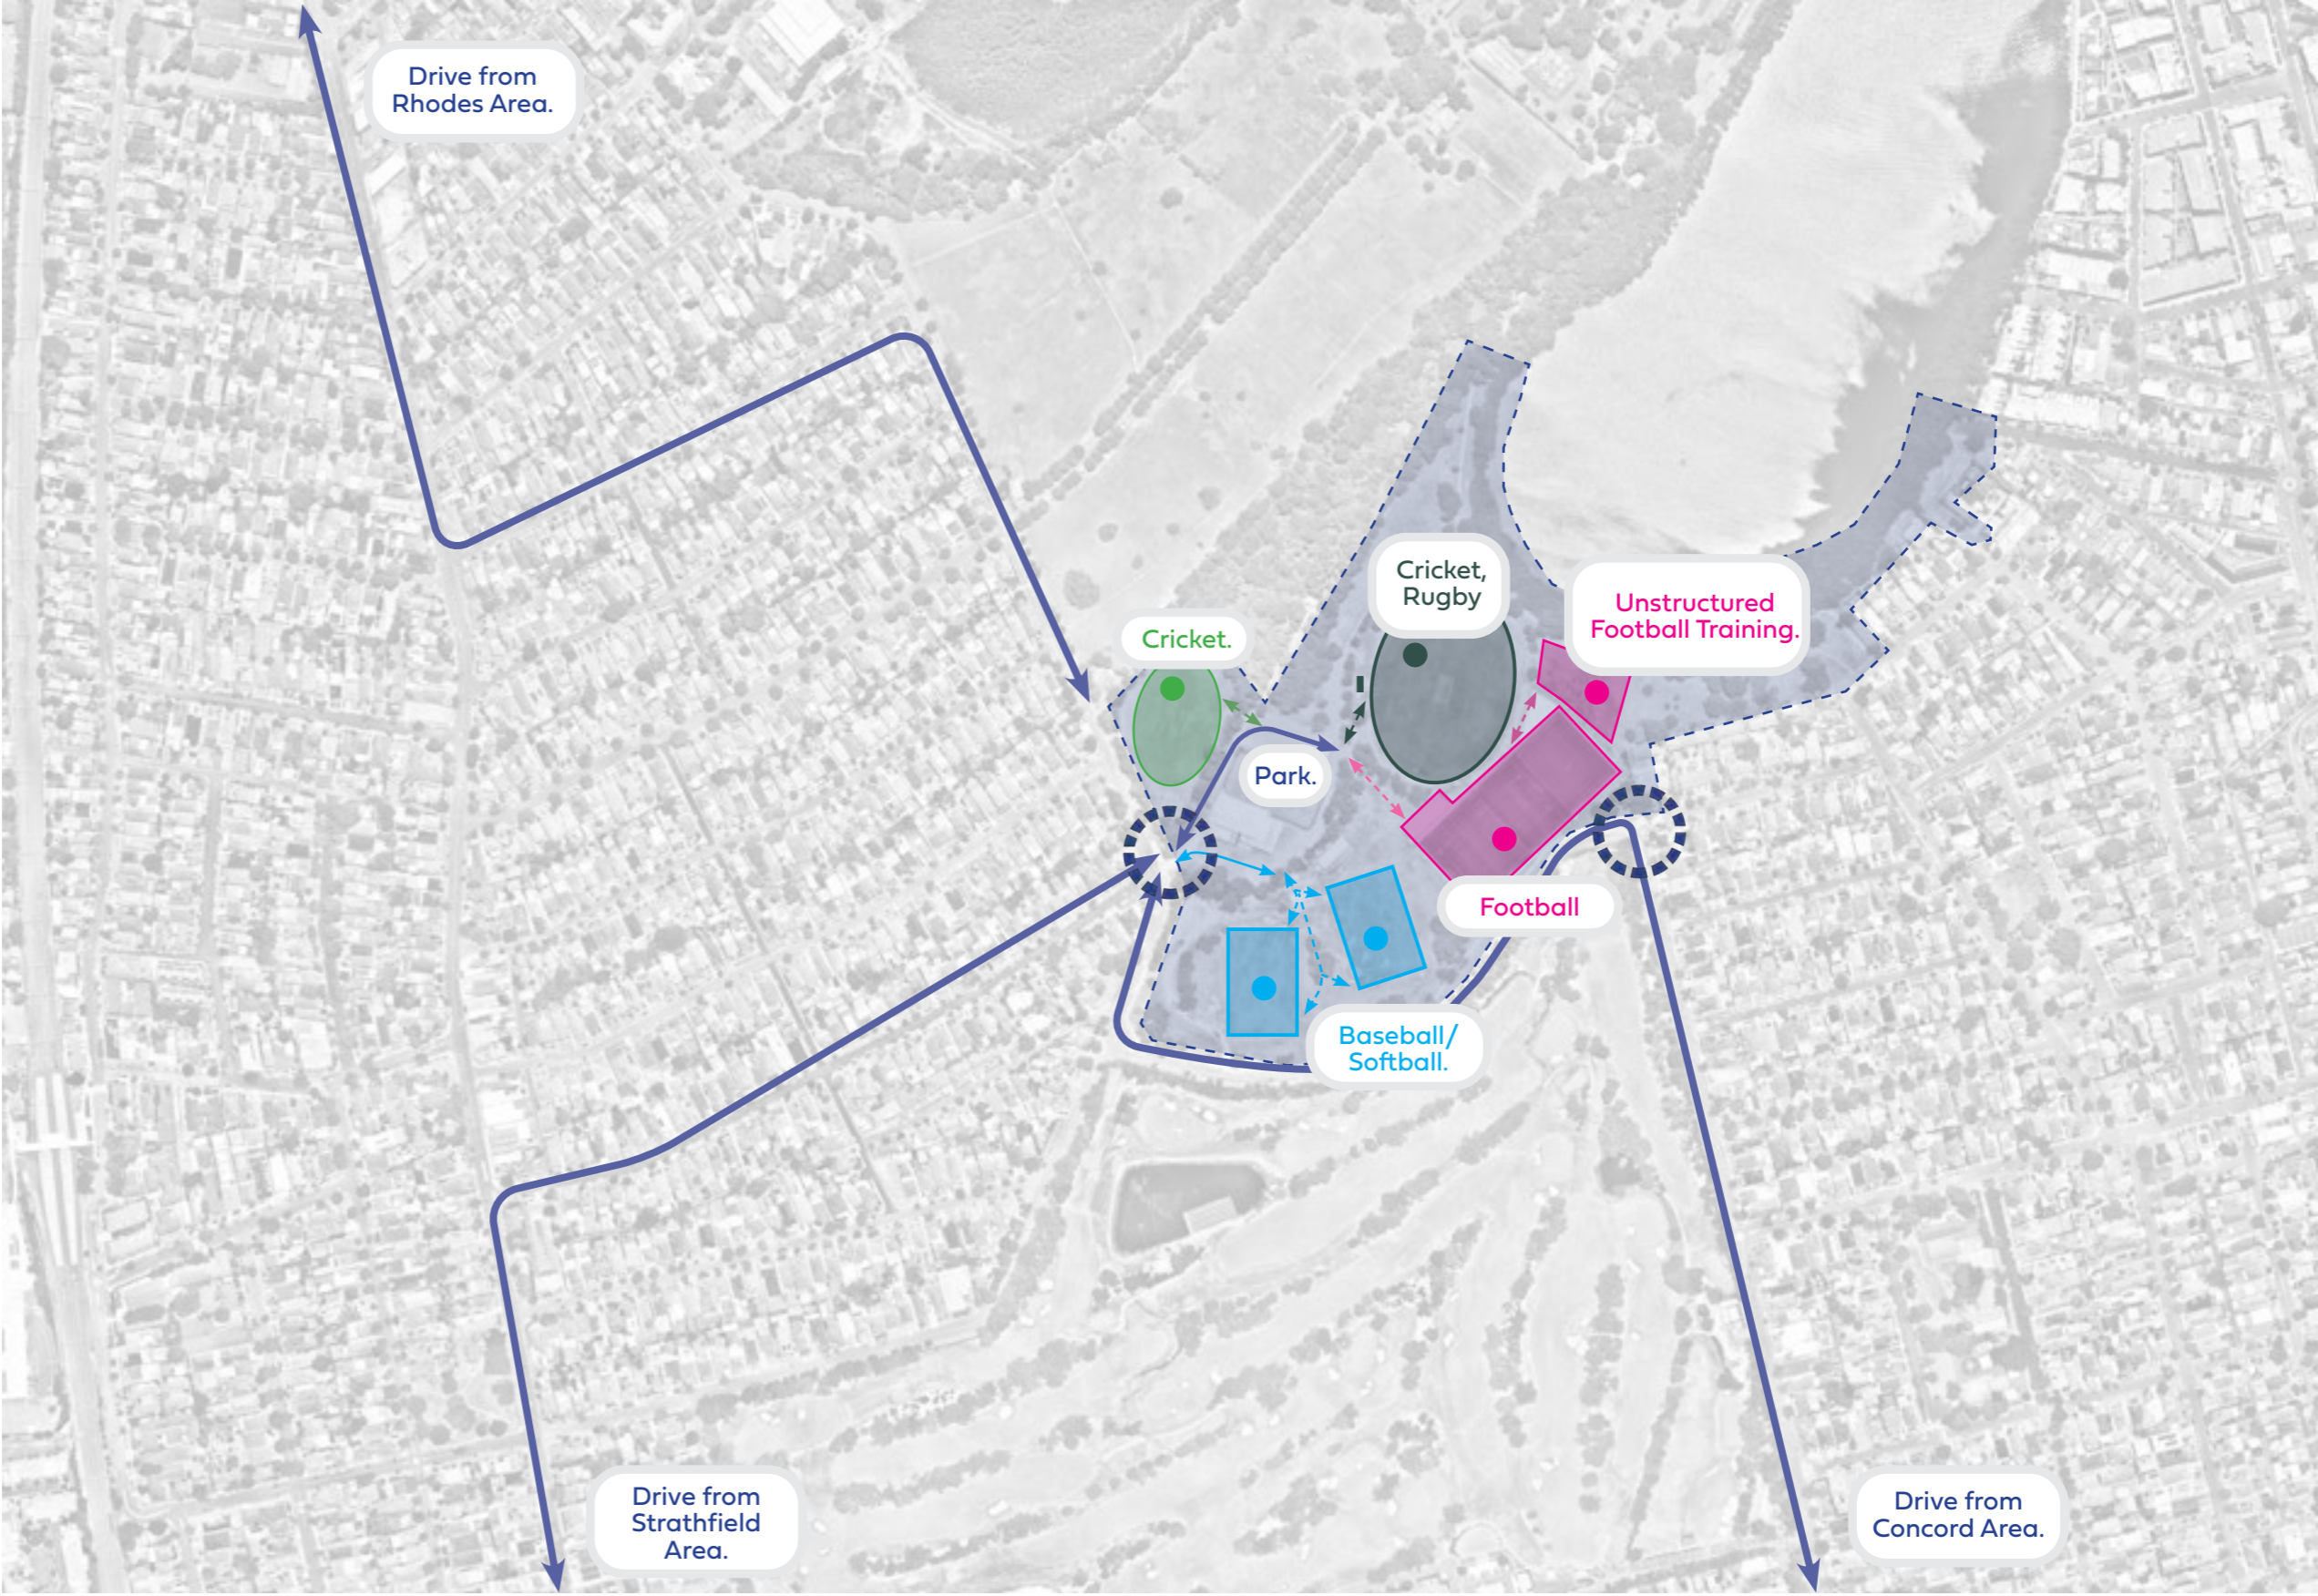 Drive from
Rhodes Area.
Cricket,
Rugby
Unstructured
Football Training.
Cricket.
Park.
Football
Baseball/
Softball.
Drive from
Strathfield
Area.
Drive from
Concord Area.